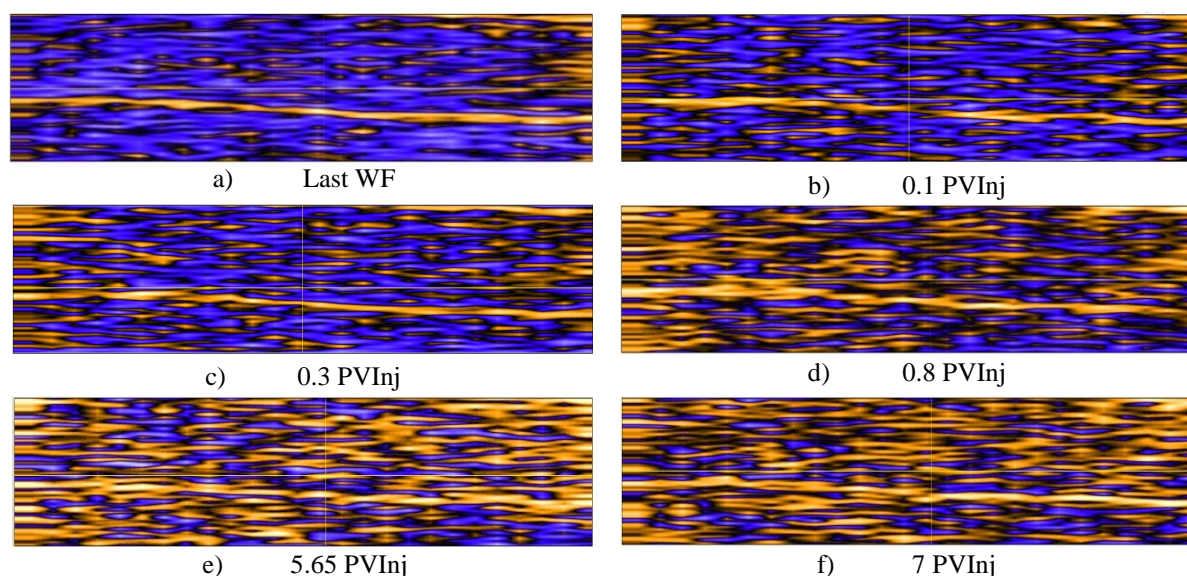 a) Last WF
b) 0.1 PVInj
c) 0.3 PVInj
d) 0.8 PVInj
e) 5.65 PVInj
f) 7 PVInj